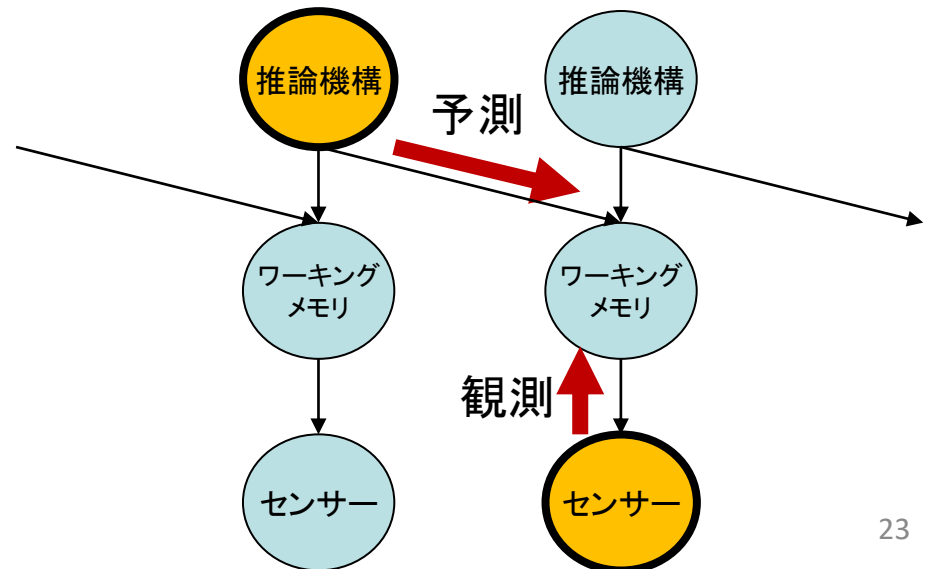 推論機構
推論機構
予測
ワーキング
メモリ
ワーキング
メモリ
観測
センサー
センサー
23